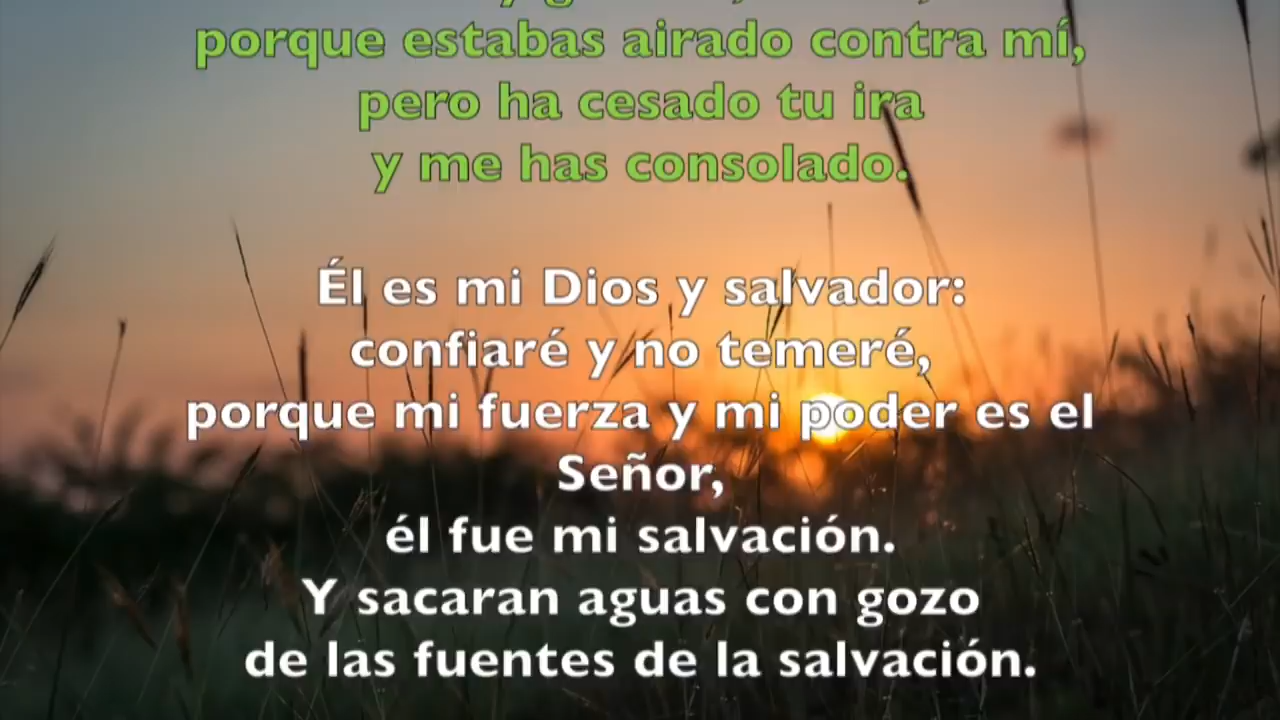 porque estabas airado contra mí,
pero ha cesado tu ira
y me has consolado.
Él es mi Dios y salvador:
confiaré y no temeré,
porque mi fuerza y mi poder es el
Señor,
él fue mi salvación.
Y sacaran aguas con gozo
de las fuentes de la salvación.